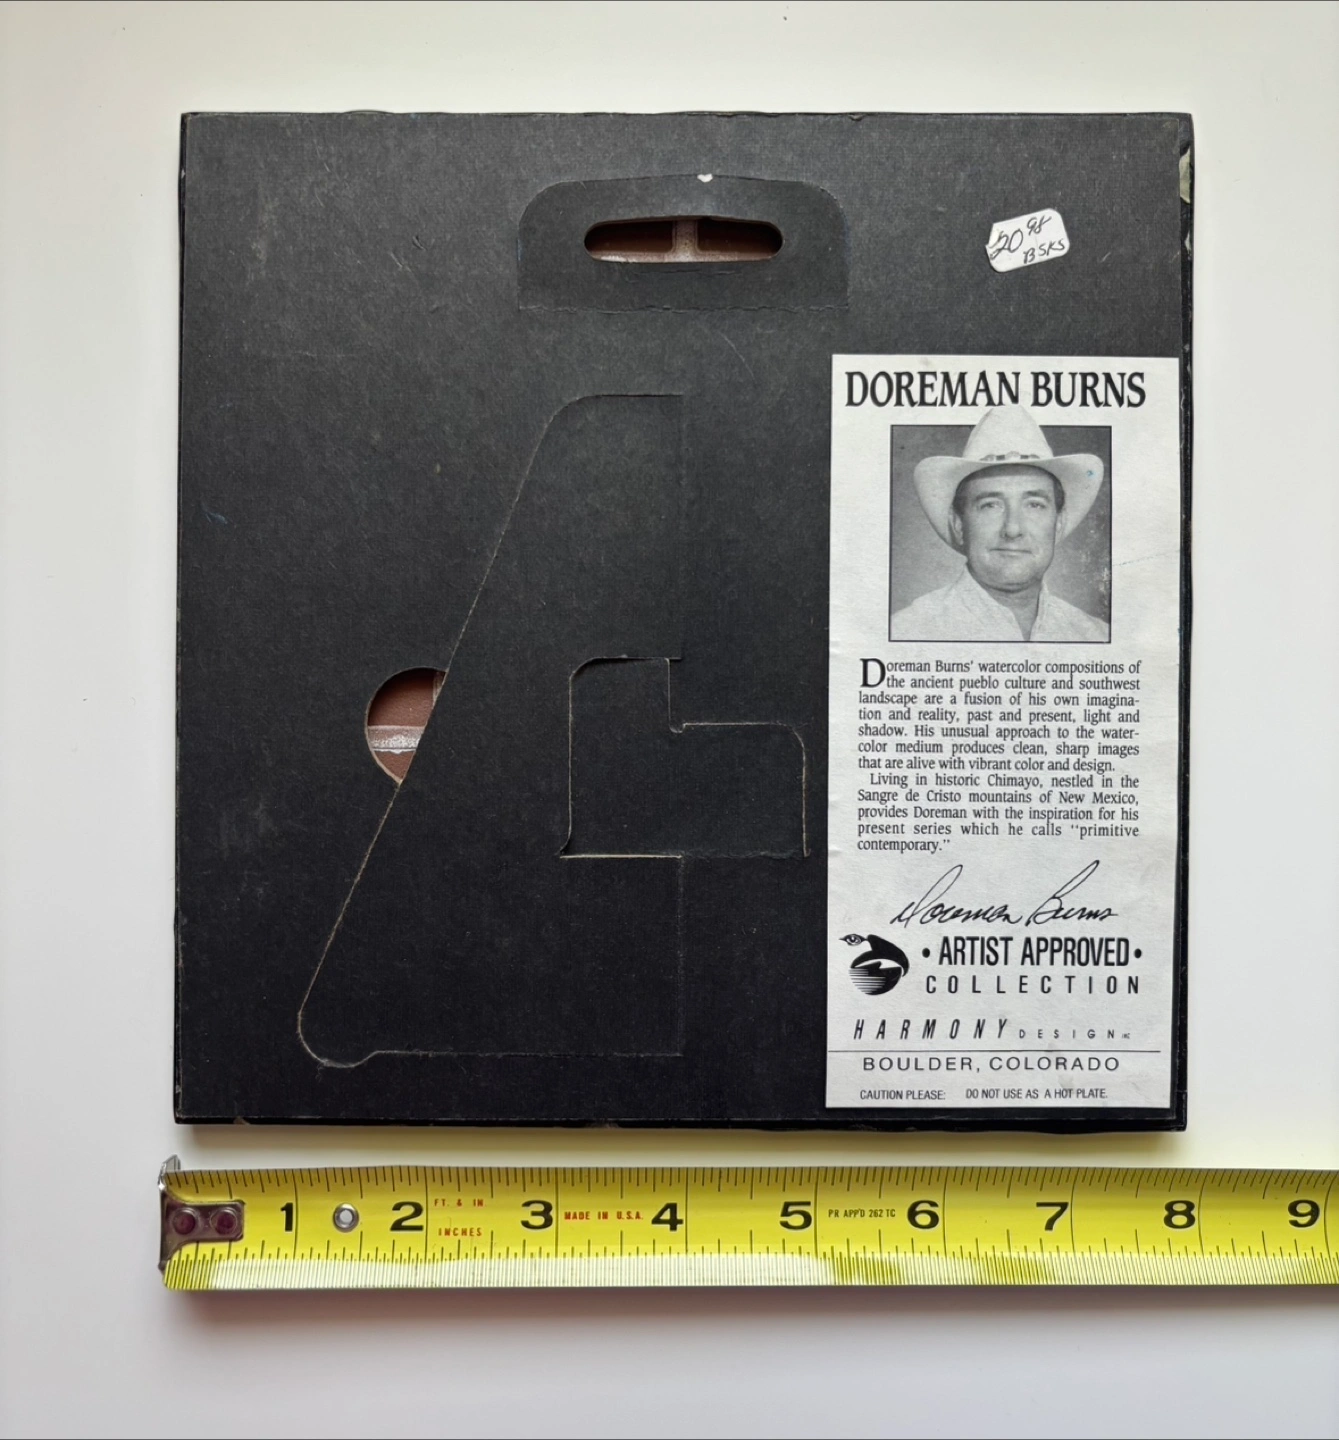 20 98
BSKS
DOREMAN BURNS
Doreman Burns' watercolor compositions of
the ancient pueblo culture and southwest
landscape are a fusion of his own imagina-
tion and reality, past and present, light and
shadow. His unusual approach to the water-
color medium produces clean, sharp images
that are alive with vibrant color and design.
Living in historic Chimayo, nestled in the
Sangre de Cristo mountains of New Mexico,
provides Doreman with the inspiration for his
present series which he calls "primitive
contemporary."
Doreman Burns
• ARTIST APPROVED •
COLLECTION
HARMONY DESIGN INC
BOULDER, COLORADO
CAUTION PLEASE: DO NOT USE AS A HOT PLATE.
1 2 FT. & IN. 3 MADE IN U.S.A. 4 5 PR APP'D 262 TC 6 7 8 9
INCHES